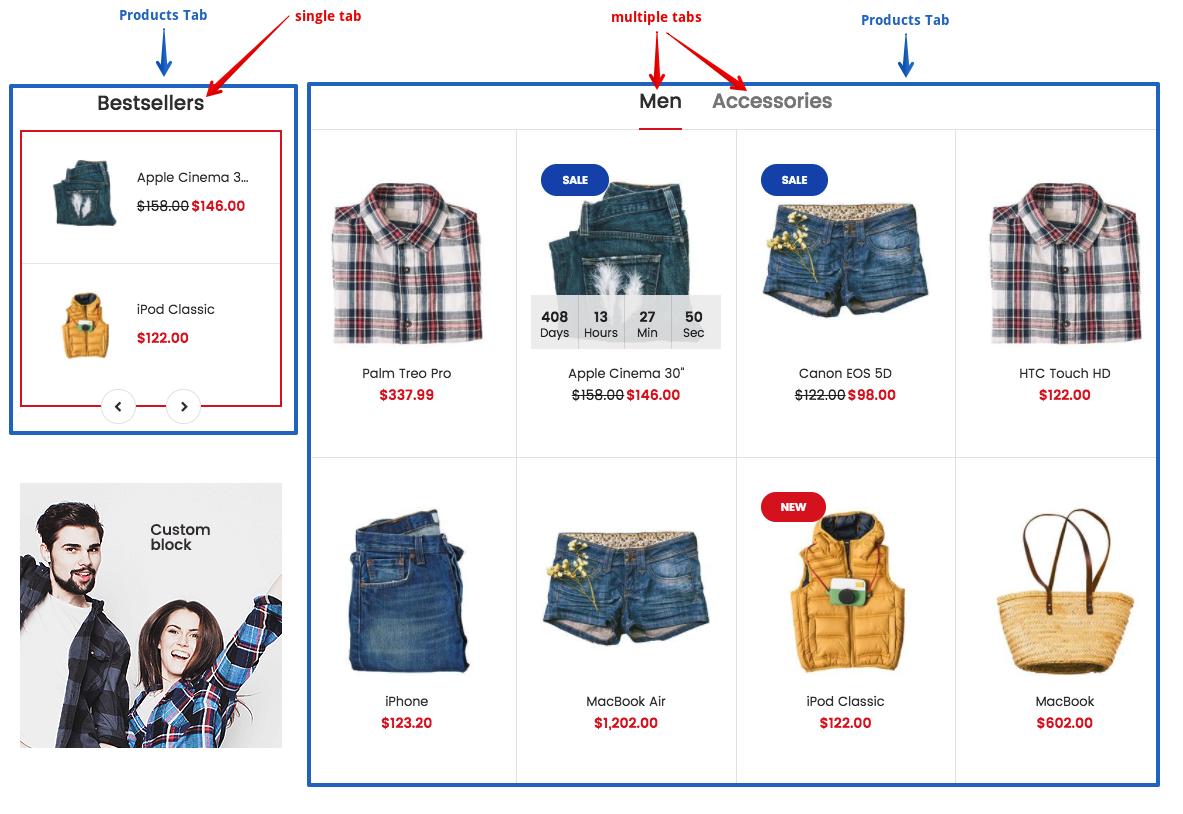 Products Tab
single tab
multiple tabs
Products Tab
Bestsellers
Men
Accessories
Apple Cinema 3...
$158.00 $146.00
iPod Classic
$122.00
SALE
SALE
408
13
27
50
Days
Hours
Min
Sec
Palm Treo Pro
$337.99
Apple Cinema 30"
$158.00 $146.00
Canon EOS 5D
$122.00 $98.00
HTC Touch HD
$122.00
Custom
block
NEW
iPhone
$123.20
MacBook Air
$1,202.00
iPod Classic
$122.00
MacBook
$602.00